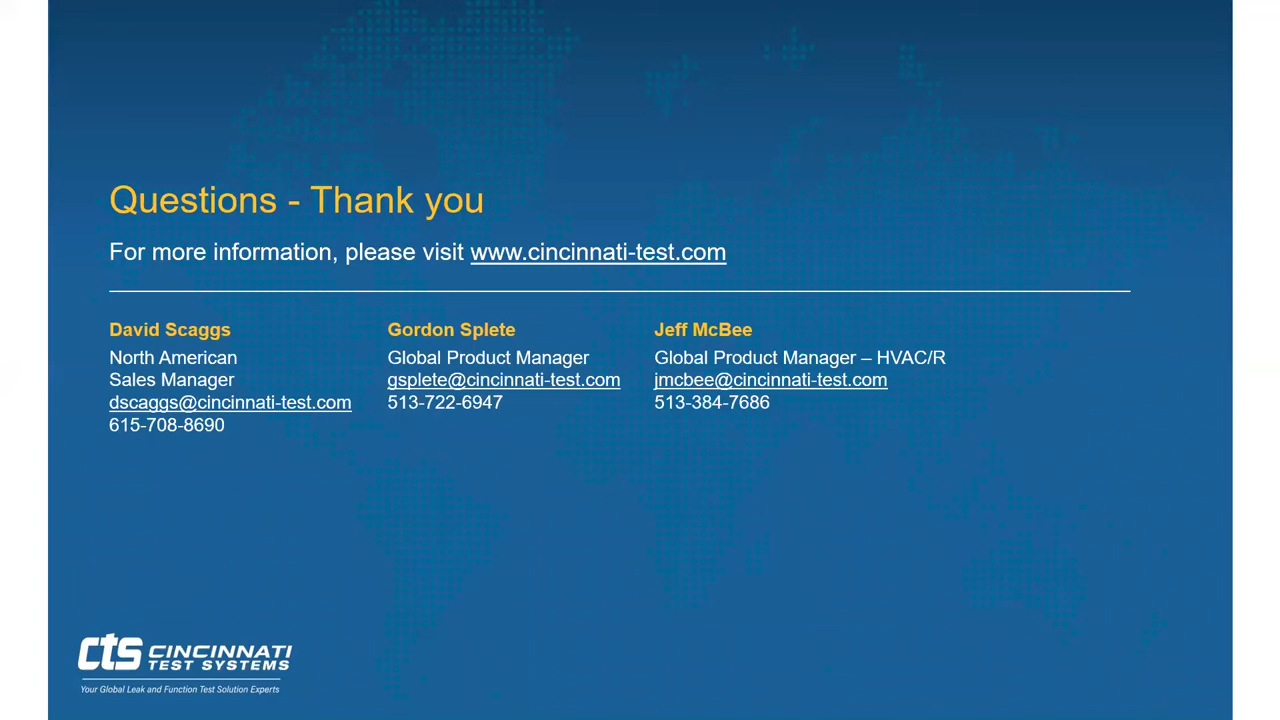 Questions - Thank you
For more information, please visit www.cincinnati-test.com
David Scaggs
North American
Sales Manager
dscaggs@cincinnati-test.com
615-708-8690
Gordon Splete
Global Product Manager
gsplete@cincinnati-test.com
513-722-6947
Jeff McBee
Global Product Manager – HVAC/R
jmcbee@cincinnati-test.com
513-384-7686
cts CINCINNATI
TEST SYSTEMS
Your Global Leak and Function Test Solution Experts